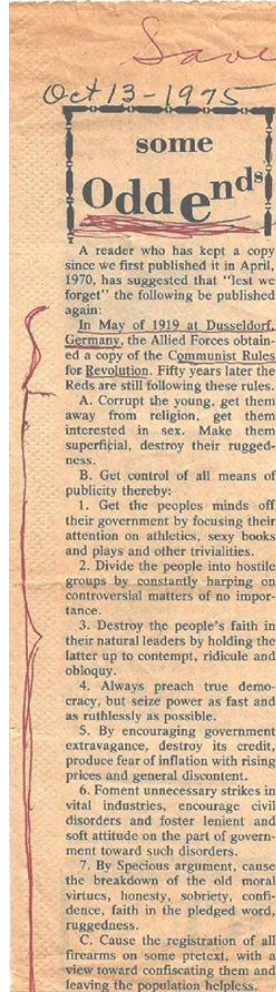 Save
Oct 13-1975
some
Odd ends
A reader who has kept a copy
since we first published it in April,
1970, has suggested that "lest we
forget" the following be published
again:
In May of 1919 at Dusseldorf,
Germany, the Allied Forces obtain-
ed a copy of the Communist Rules
for Revolution. Fifty years later the
Reds are still following these rules.
A. Corrupt the young, get them
away from religion, get them
interested in sex. Make them
superficial, destroy their rugged-
ness.
B. Get control of all means of
publicity thereby:
1. Get the peoples minds off
their government by focusing their
attention on athletics, sexy books
and plays and other trivialities.
2. Divide the people into hostile
groups by constantly harping on
controversial matters of no impor-
tance.
3. Destroy the people's faith in
their natural leaders by holding the
latter up to contempt, ridicule and
obloquy.
4. Always preach true demo-
cracy, but seize power as fast and
as ruthlessly as possible.
5. By encouraging government
extravagance, destroy its credit,
produce fear of inflation with rising
prices and general discontent.
6. Foment unnecessary strikes in
vital industries, encourage civil
disorders and foster lenient and
soft attitude on the part of govern-
ment toward such disorders.
7. By Specious argument, cause
the breakdown of the old moral
virtues, honesty, sobriety, confi-
dence, faith in the pledged word,
ruggedness.
C. Cause the registration of all
firearms on some pretext, with a
view toward confiscating them and
leaving the population helpless.